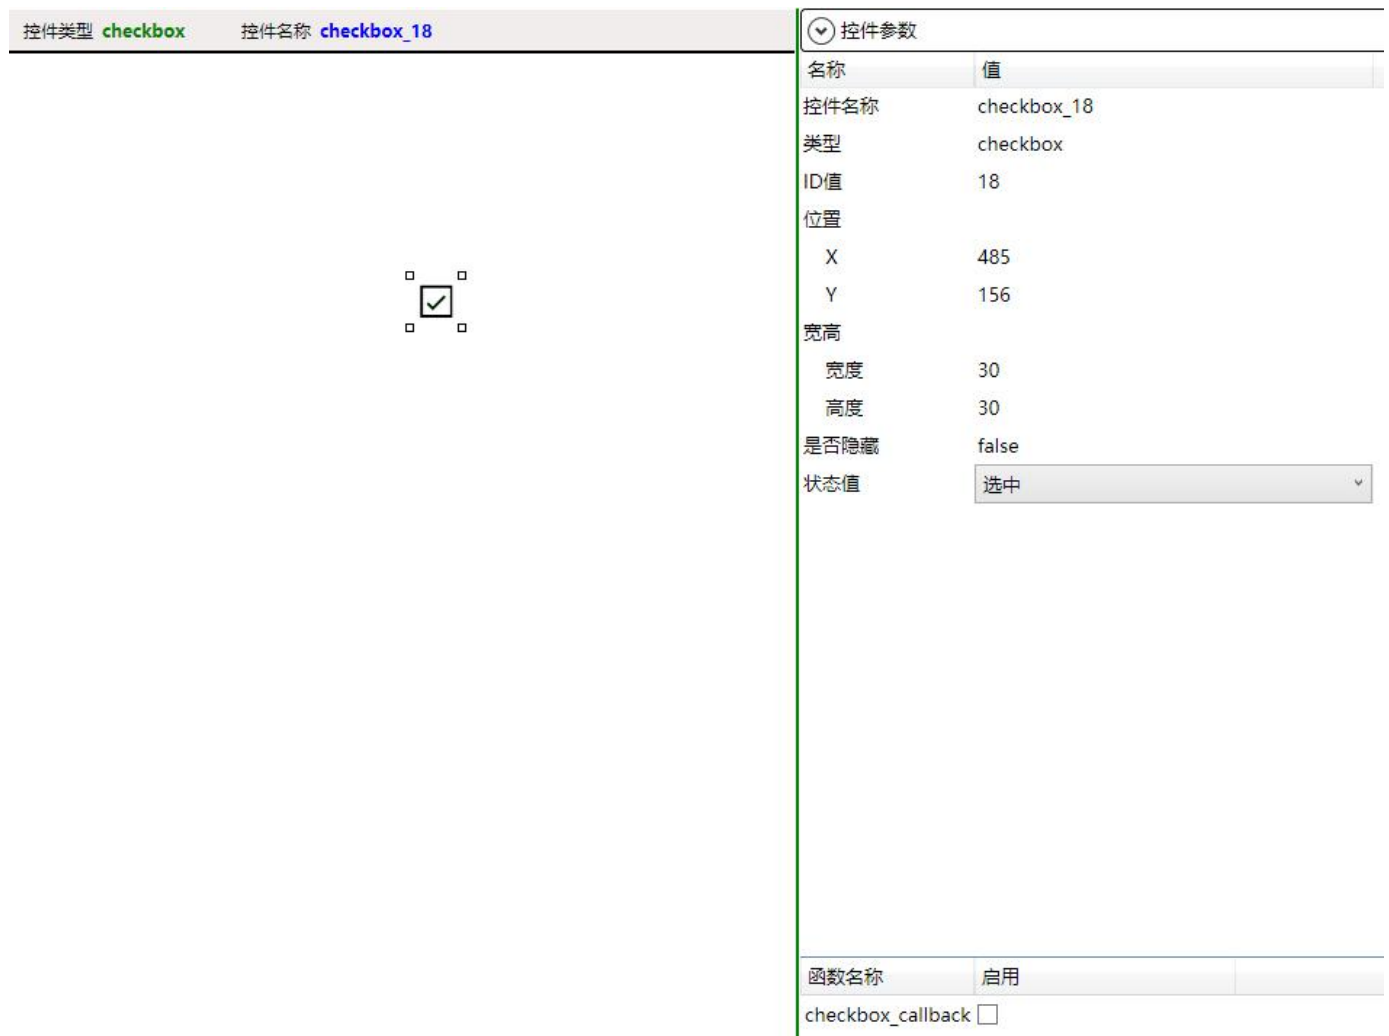 控件类型 checkbox 控件名称 checkbox_18
控件参数
名称 值
控件名称 checkbox_18
类型 checkbox
ID值 18
位置
X 485
Y 156
宽高
宽度 30
高度 30
是否隐藏 false
状态值 选中
函数名称 启用
checkbox_callback